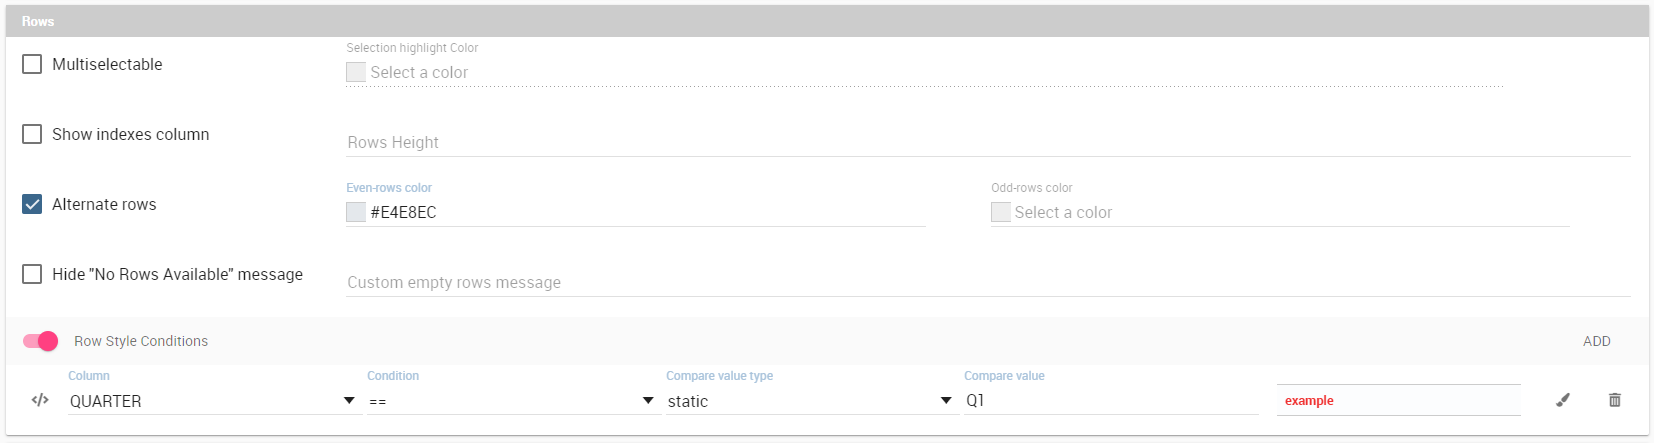 Rows
Multiselectable
Selection highlight Color
Select a color
Show indexes column
Rows Height
Alternate rows
Even-rows color
#E4E8EC
Odd-rows color
Select a color
Hide "No Rows Available" message
Custom empty rows message
Row Style Conditions
ADD
Column
Condition
Compare value type
Compare value
</> QUARTER == static Q1 example